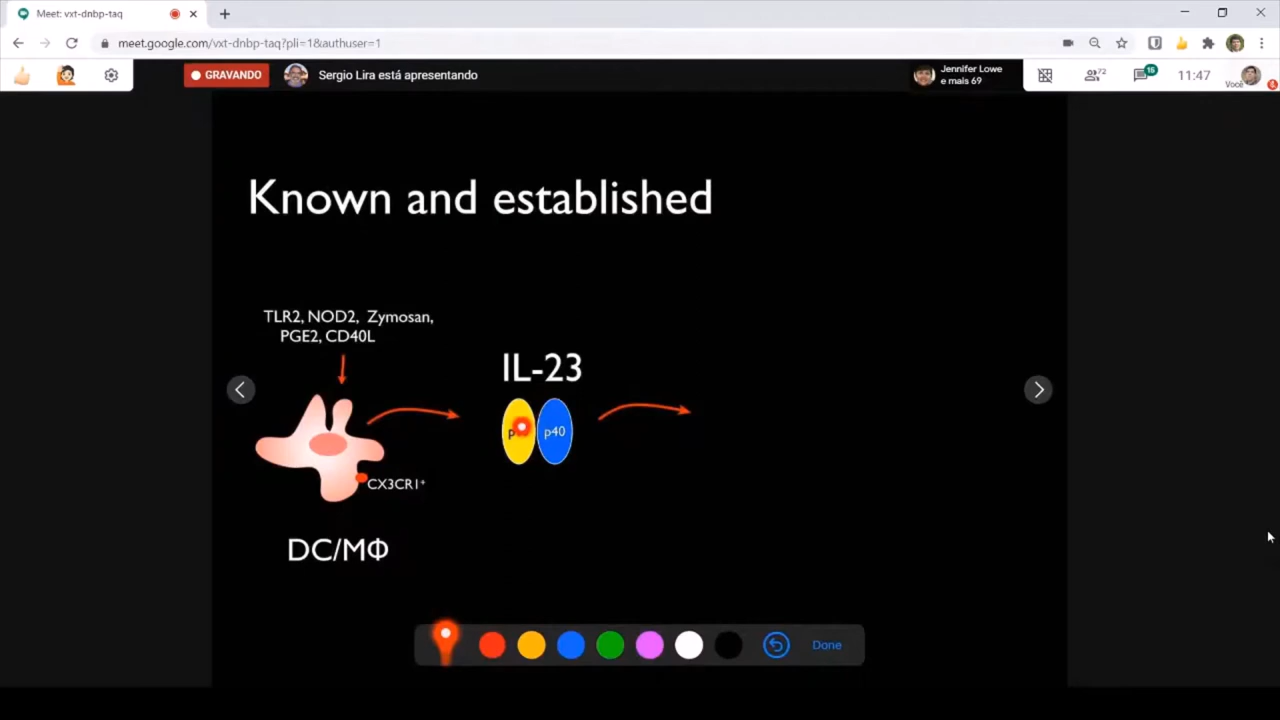 Meet: vxt-dnbp-taq
meet.google.com/vxt-dnbp-taq?pli=1&authuser=1
GRAVANDO
Sergio Lira está apresentando
Jennifer Lowe
e mais 69
72
15
11:47
Você
Known and established
TLR2, NOD2, Zymosan,
PGE2, CD40L
IL-23
p40
CX3CR1⁺
DC/MΦ
Done